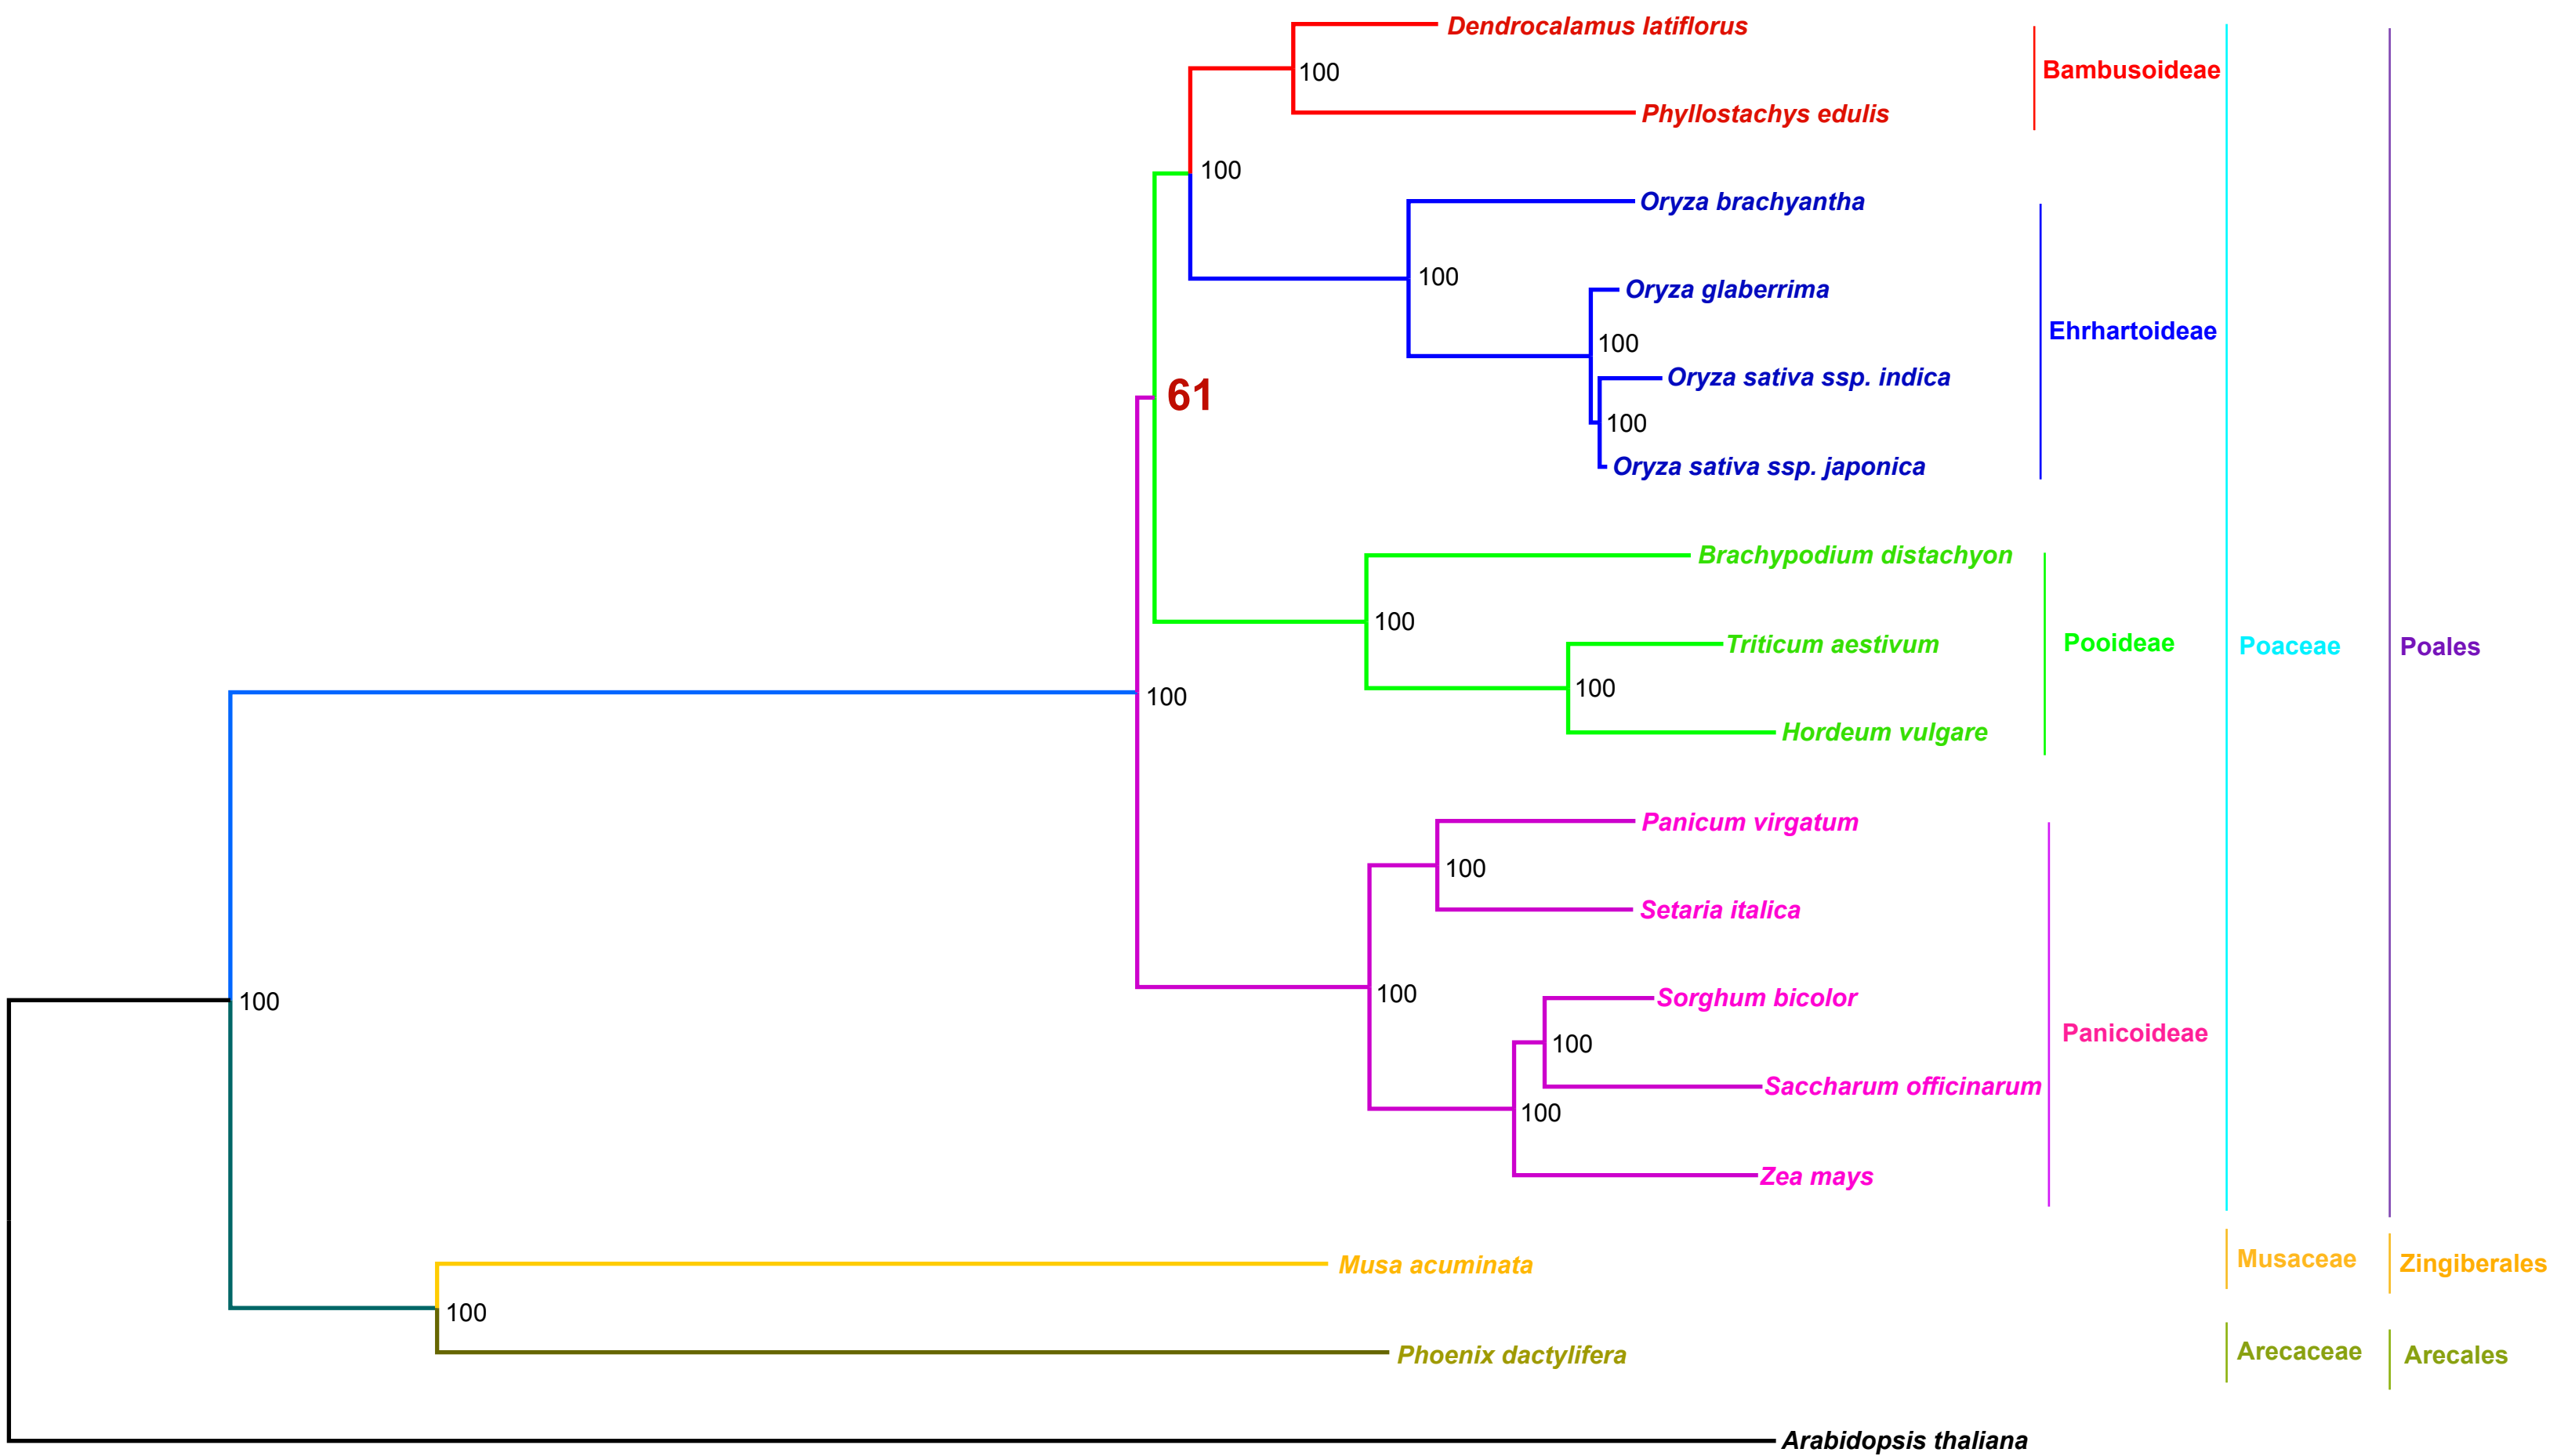 Dendrocalamus latiflorus
100
Bambusoideae
Phyllostachys edulis
100
Oryza brachyantha
100
Oryza glaberrima
Ehrhartoideae
100
Oryza sativa ssp. indica
61
100
Oryza sativa ssp. japonica
Brachypodium distachyon
100
Triticum aestivum
Pooideae
Poaceae
Poales
100
100
Hordeum vulgare
Panicum virgatum
100
Setaria italica
100
Sorghum bicolor
100
Panicoideae
100
Saccharum officinarum
100
Zea mays
Musa acuminata
Musaceae
Zingiberales
100
Phoenix dactylifera
Arecaceae
Arecales
Arabidopsis thaliana